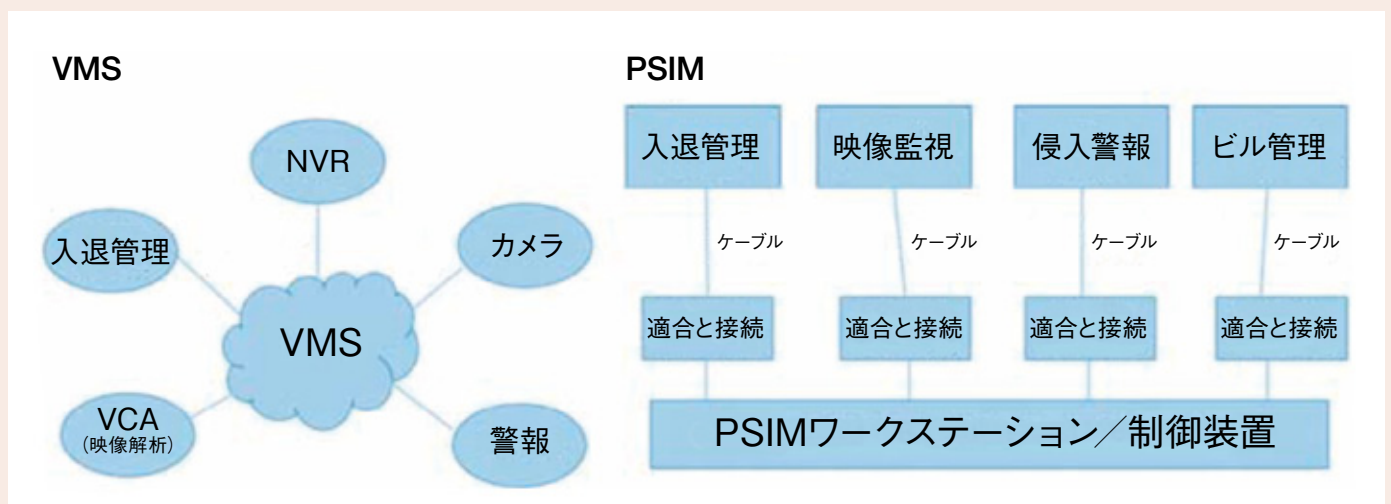 VMS
NVR
入退管理
カメラ
VMS
VCA
(映像解析)
警報
PSIM
入退管理
映像監視
侵入警報
ビル管理
ケーブル
ケーブル
ケーブル
ケーブル
適合と接続
適合と接続
適合と接続
適合と接続
PSIMワークステーション／制御装置